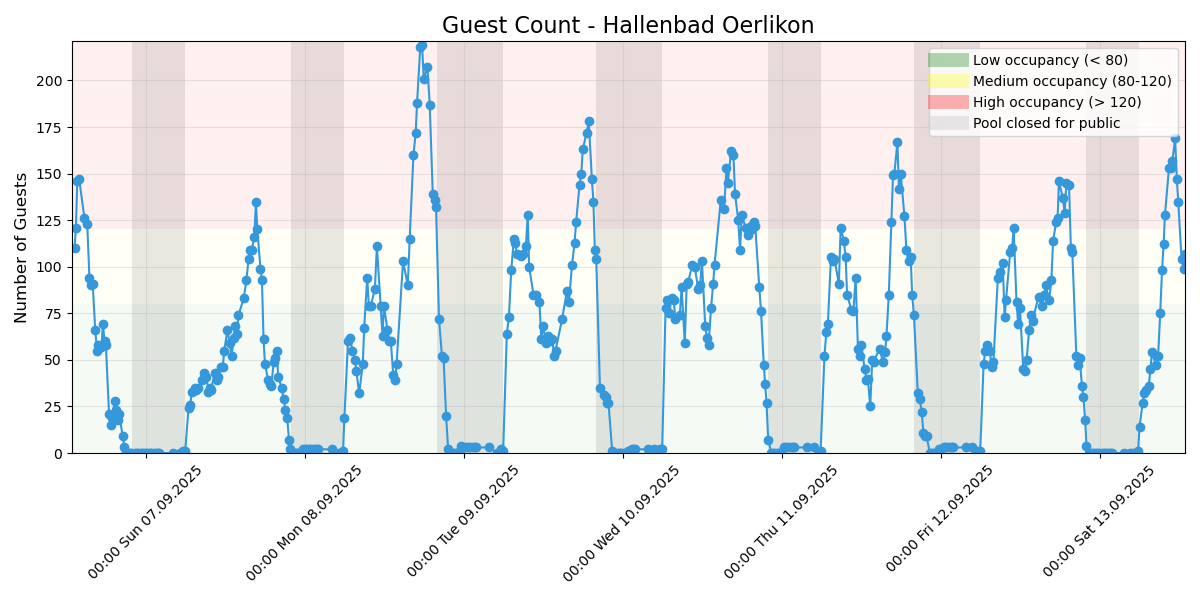 Guest Count - Hallenbad Oerlikon
Low occupancy (< 80)
Medium occupancy (80-120)
High occupancy (> 120)
Pool closed for public
Number of Guests
200
175
150
125
100
75
50
25
0
00:00 Sun 07.09.2025
00:00 Mon 08.09.2025
00:00 Tue 09.09.2025
00:00 Wed 10.09.2025
00:00 Thu 11.09.2025
00:00 Fri 12.09.2025
00:00 Sat 13.09.2025